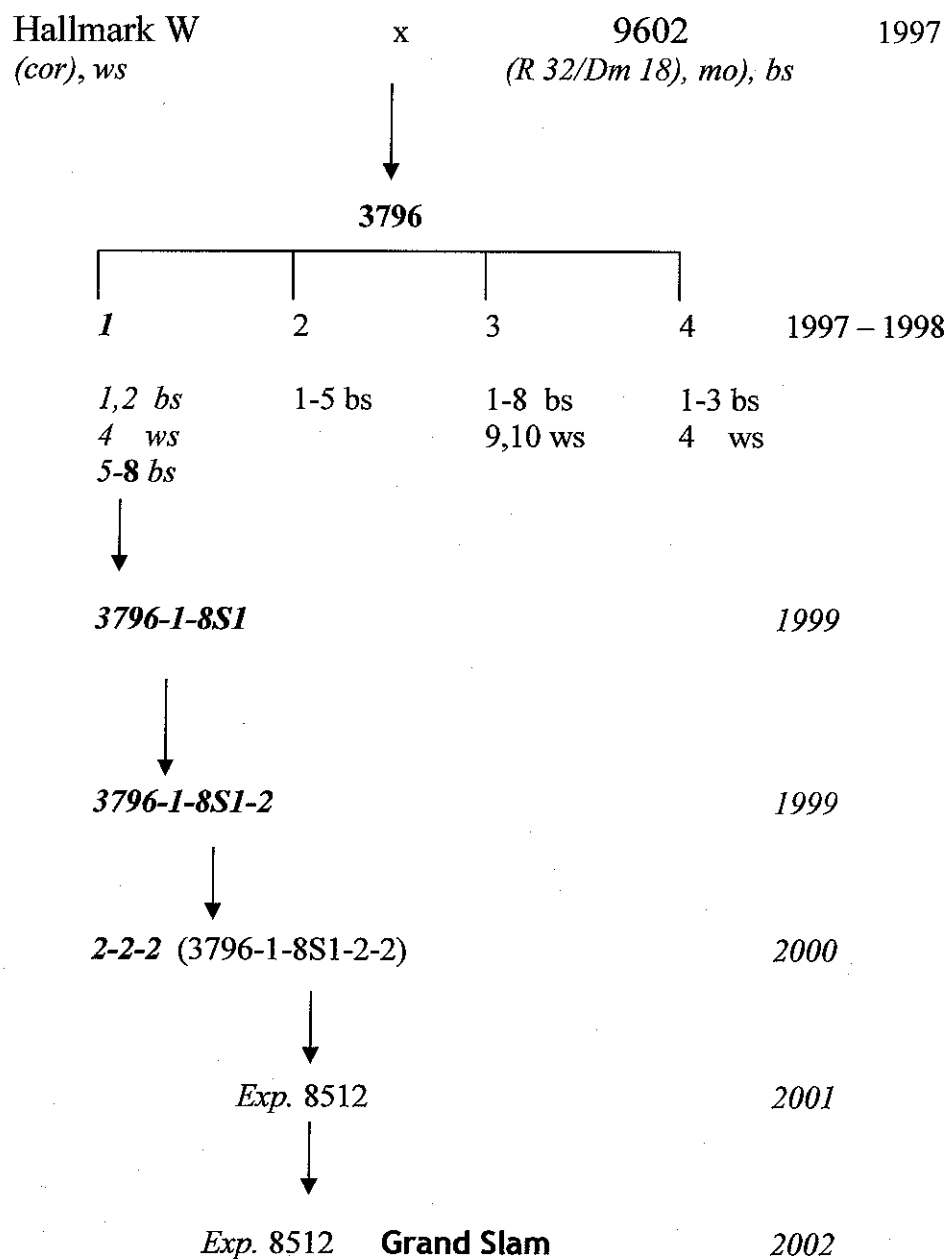 Hallmark W x 9602 1997
(cor), ws (R 32/Dm 18), mo), bs
3796
1 2 3 4 1997 – 1998
1,2 bs 1-5 bs 1-8 bs 1-3 bs
4 ws 9,10 ws 4 ws
5-8 bs
3796-1-8S1 1999
3796-1-8S1-2 1999
2-2-2 (3796-1-8S1-2-2) 2000
Exp. 8512 2001
Exp. 8512 Grand Slam 2002